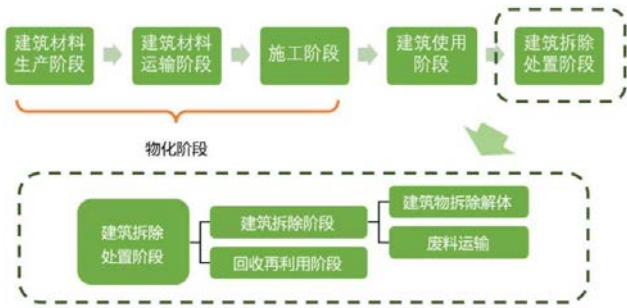 建筑材料
生产阶段
建筑材料
运输阶段
施工阶段
建筑使用
阶段
建筑拆除
处置阶段
物化阶段
建筑拆除
处置阶段
建筑拆除阶段
回收再利用阶段
建筑物拆除解体
废料运输